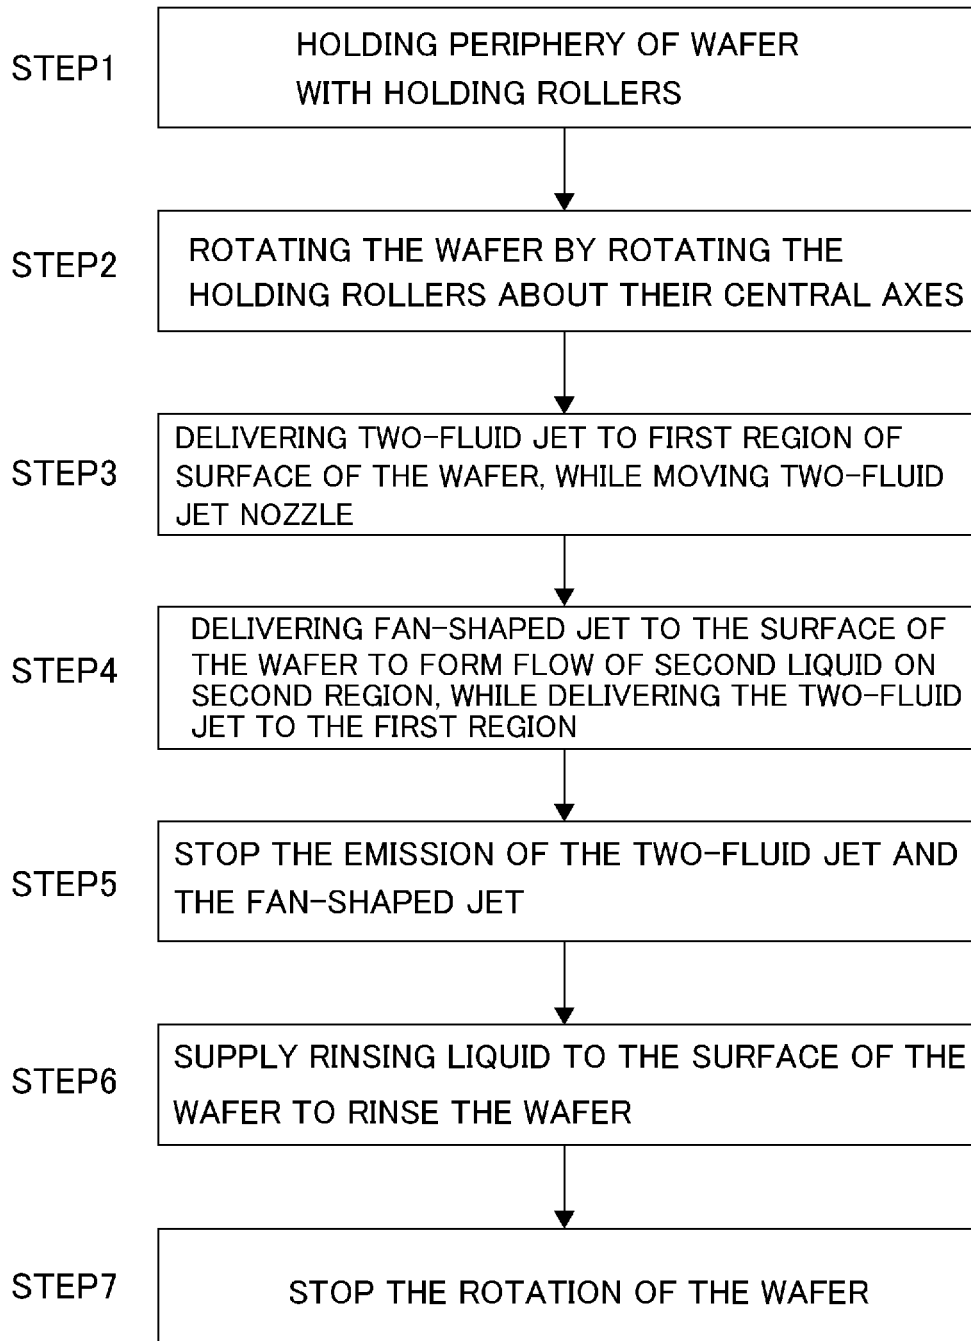 STEP1
HOLDING PERIPHERY OF WAFER
WITH HOLDING ROLLERS
STEP2
ROTATING THE WAFER BY ROTATING THE
HOLDING ROLLERS ABOUT THEIR CENTRAL AXES
STEP3
DELIVERING TWO-FLUID JET TO FIRST REGION OF
SURFACE OF THE WAFER, WHILE MOVING TWO-FLUID
JET NOZZLE
STEP4
DELIVERING FAN-SHAPED JET TO THE SURFACE OF
THE WAFER TO FORM FLOW OF SECOND LIQUID ON
SECOND REGION, WHILE DELIVERING THE TWO-FLUID
JET TO THE FIRST REGION
STEP5
STOP THE EMISSION OF THE TWO-FLUID JET AND
THE FAN-SHAPED JET
STEP6
SUPPLY RINSING LIQUID TO THE SURFACE OF THE
WAFER TO RINSE THE WAFER
STEP7
STOP THE ROTATION OF THE WAFER